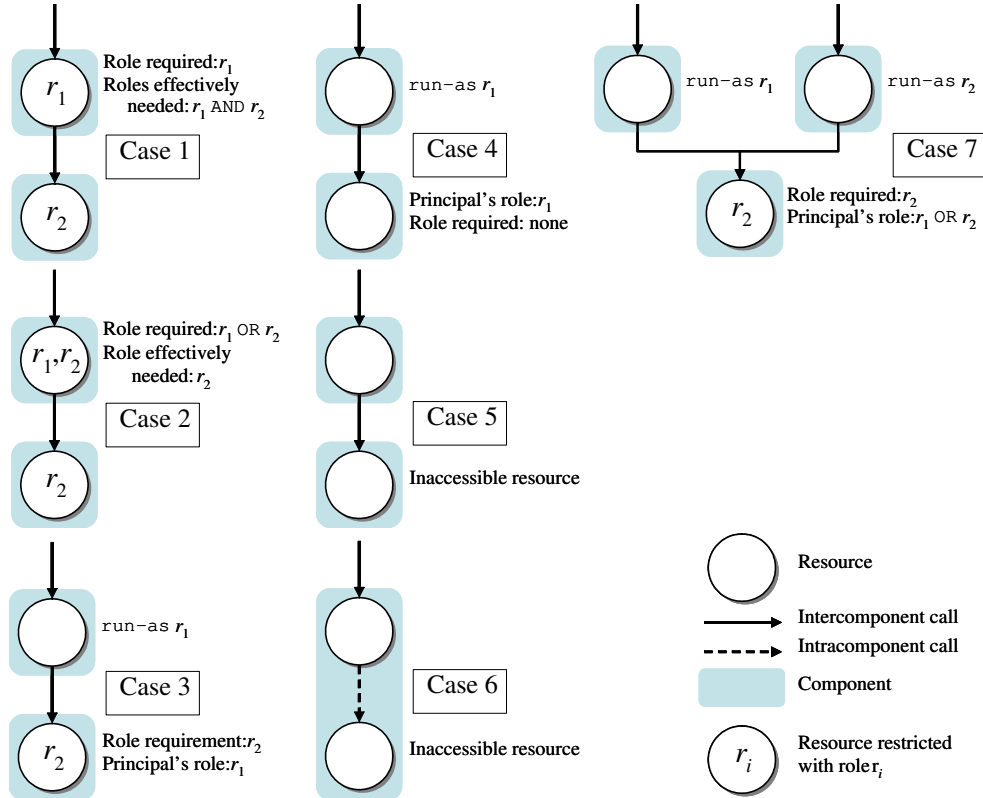 r1
Role required:r1
Roles effectively
needed: r1 AND r2
Case 1
r2
r1,r2
Role required:r1 OR r2
Role effectively
needed: r2
Case 2
r2
run-as r1
Case 3
r2
Role requirement:r2
Principal's role:r1
run-as r1
Case 4
Principal's role:r1
Role required: none
Case 5
Inaccessible resource
Case 6
Inaccessible resource
run-as r1
run-as r2
Case 7
r2
Role required:r2
Principal's role:r1 OR r2
Resource
Intercomponent call
Intracomponent call
Component
ri
Resource restricted
with role ri